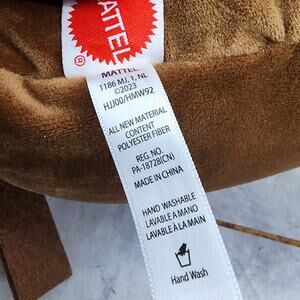 MATTEL
MATTEL
1186 MJ, 1, NL
©2023
HJJ00/HMW92
ALL NEW MATERIAL
CONTENT
POLYESTER FIBER
REG. NO.
PA-18728(CN)
MADE IN CHINA
HAND WASHABLE
LAVABLE A MANO
LAVABLE À LA MAIN
Hand Wash